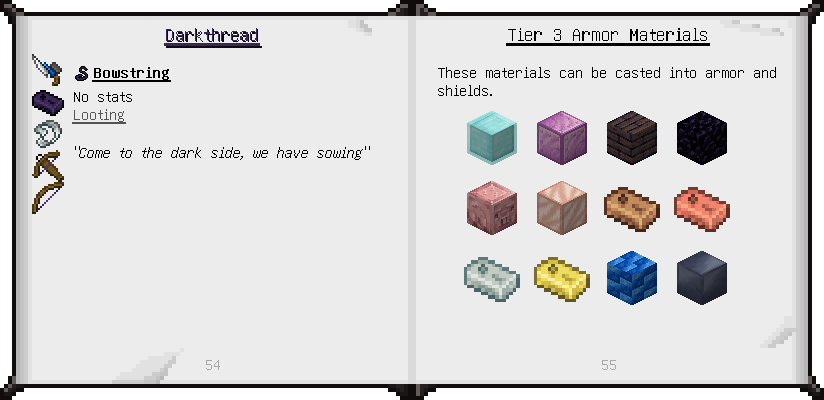 Darkthread
Bowstring
No stats
Looting
"Come to the dark side, we have sowing"
54
Tier 3 Armor Materials
These materials can be casted into armor and
shields.
55